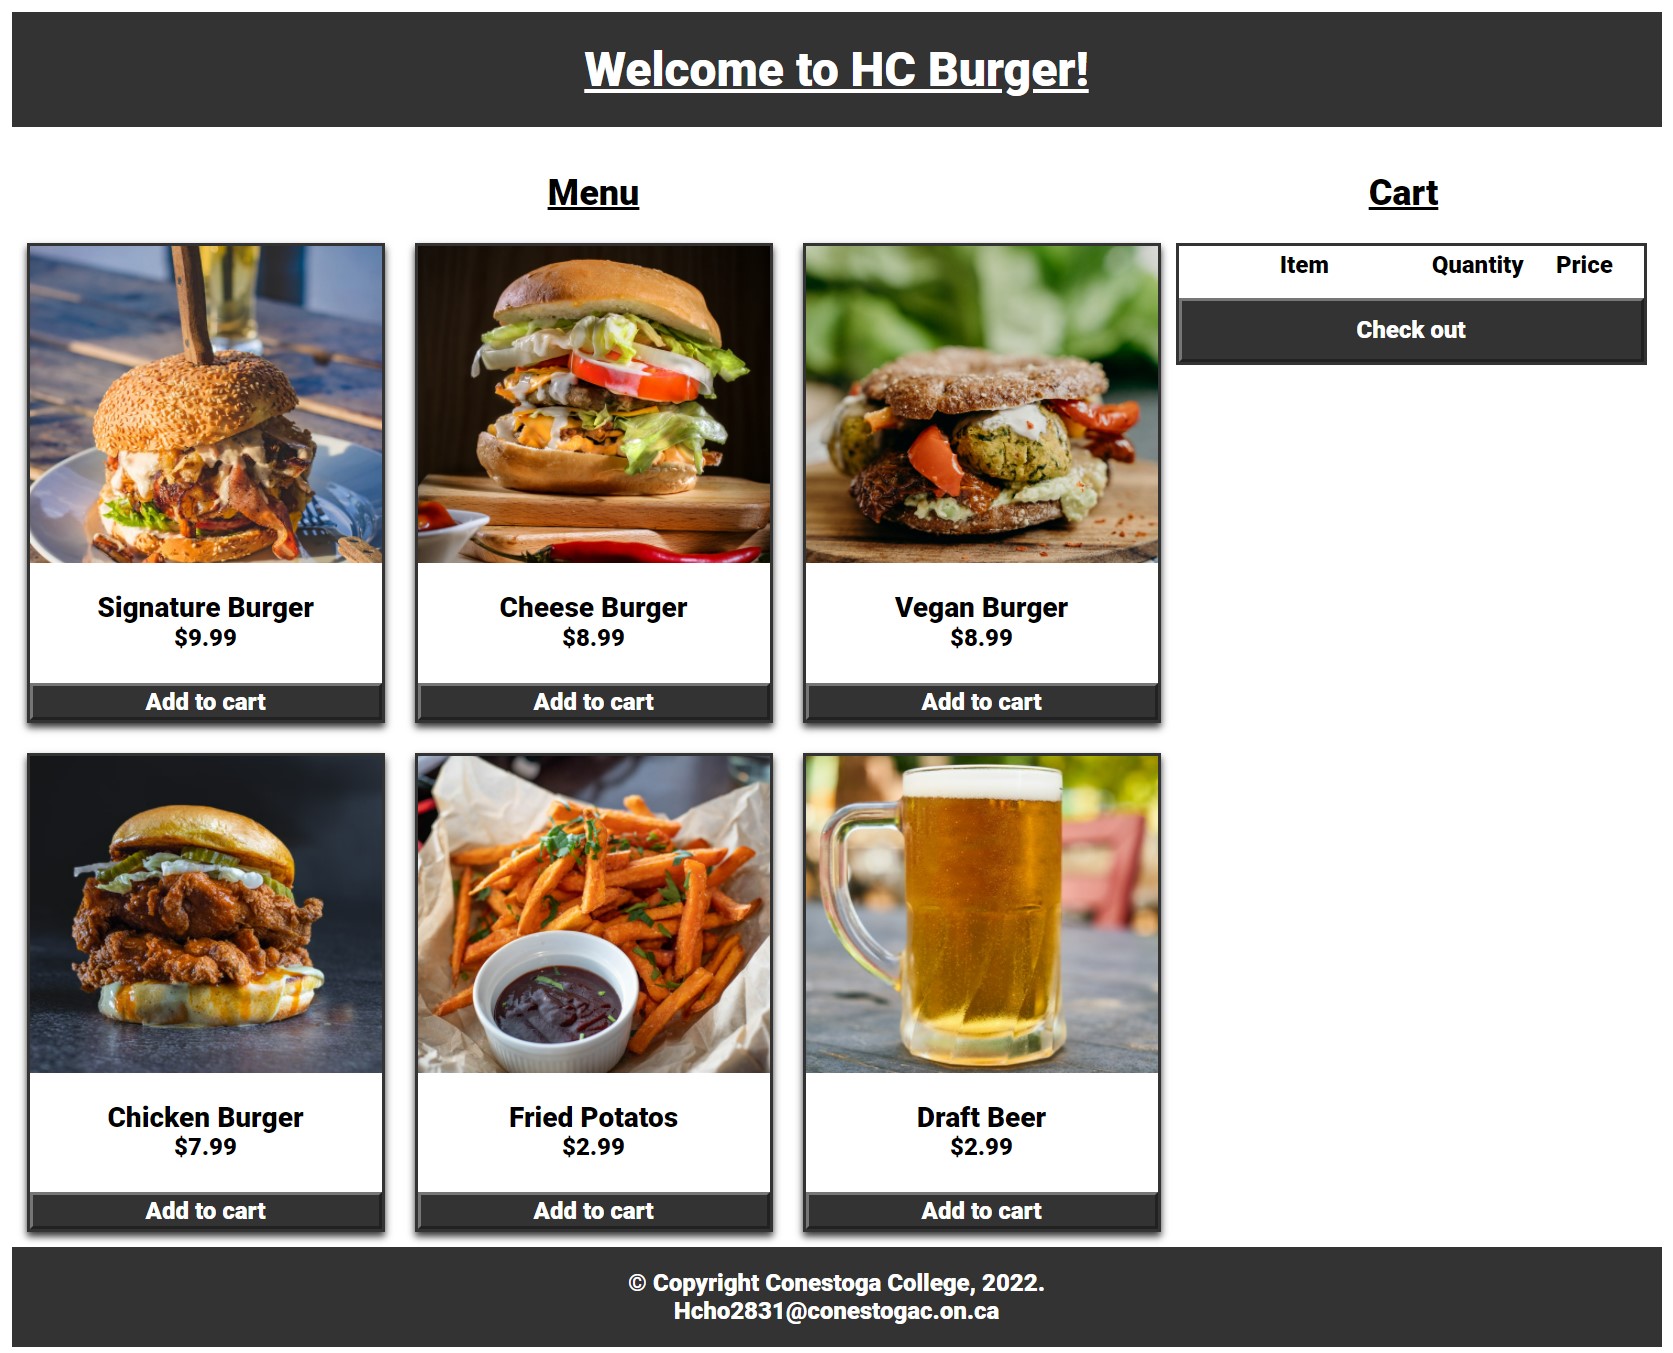 Welcome to HC Burger!
Menu
Cart
Item Quantity Price
Check out
Signature Burger
$9.99
Add to cart
Cheese Burger
$8.99
Add to cart
Vegan Burger
$8.99
Add to cart
Chicken Burger
$7.99
Add to cart
Fried Potatos
$2.99
Add to cart
Draft Beer
$2.99
Add to cart
© Copyright Conestoga College, 2022.
Hcho2831@conestogac.on.ca